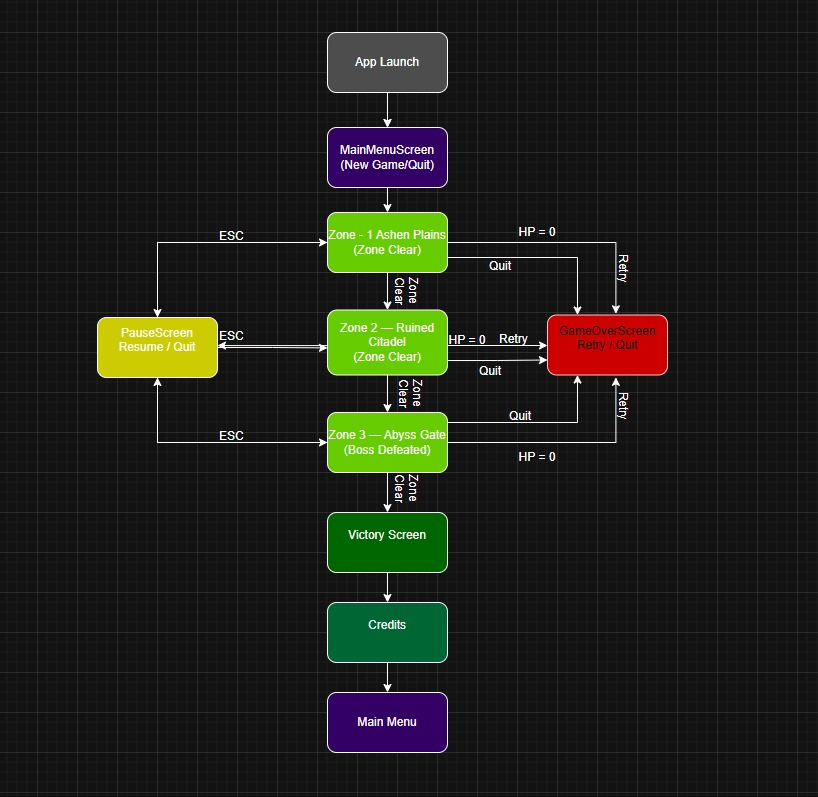 App Launch
MainMenuScreen
(New Game/Quit)
Zone - 1 Ashen Plains
(Zone Clear)
ESC
HP = 0
Quit
Retry
Zone
Clear
PauseScreen
Resume / Quit
ESC
Zone 2 — Ruined
Citadel
(Zone Clear)
HP = 0
Retry
Quit
GameOverScreen
Retry / Quit
Zone
Clear
ESC
Zone 3 — Abyss Gate
(Boss Defeated)
Quit
Retry
HP = 0
Zone
Clear
Victory Screen
Credits
Main Menu